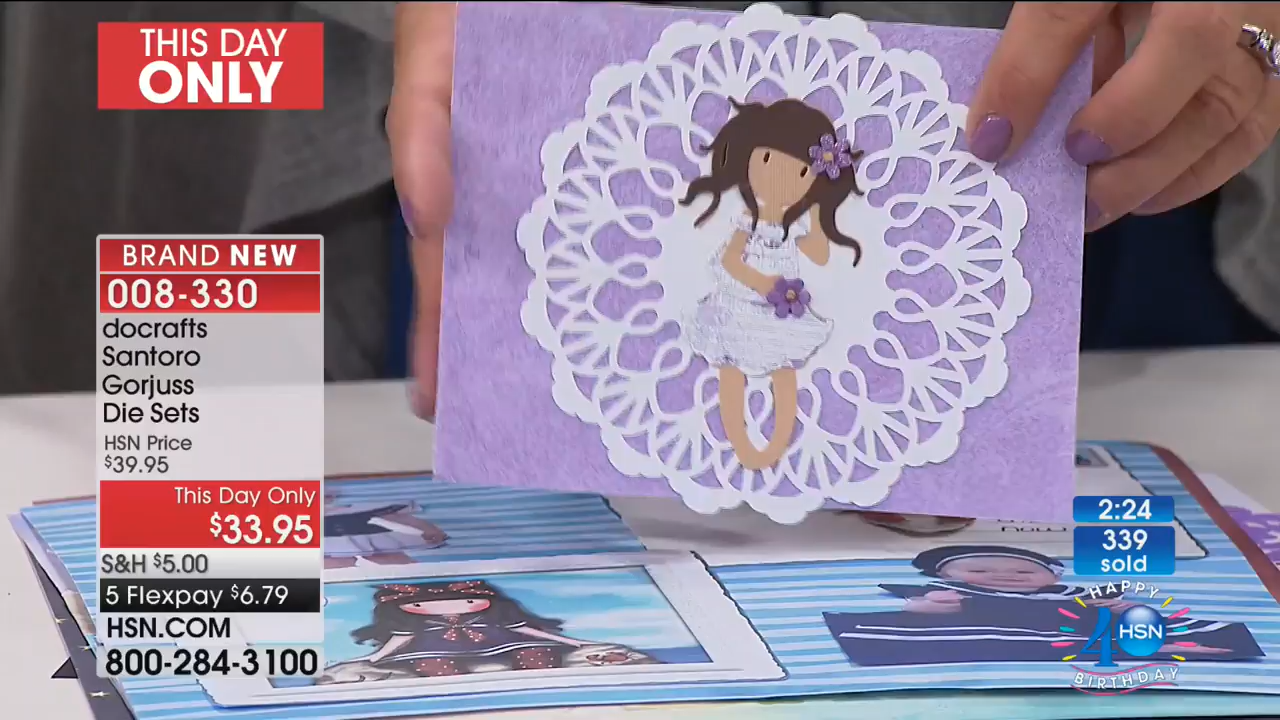 THIS DAY
ONLY
BRAND NEW
008-330
docrafts
Santoro
Gorjuss
Die Sets
HSN Price
$39.95
This Day Only
$33.95
S&H $5.00
5 Flexpay $6.79
HSN.COM
800-284-3100
2:24
339
sold
HAPPY
40 HSN
BIRTHDAY